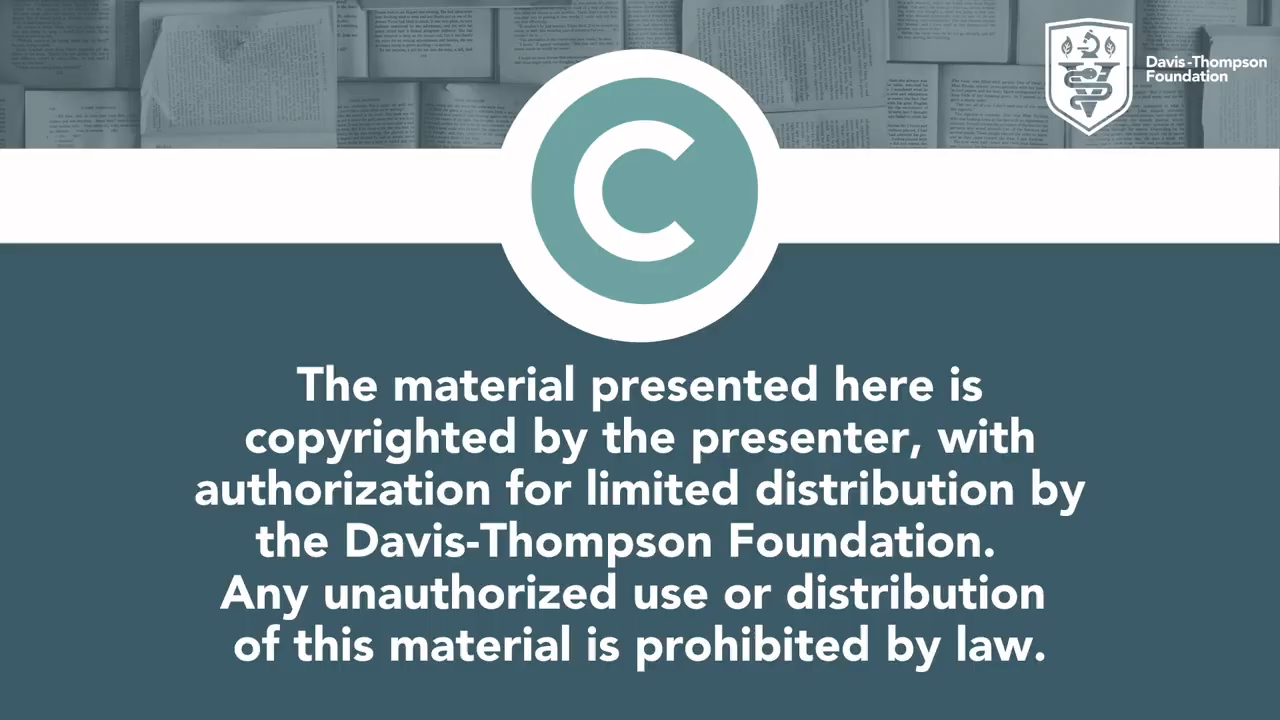 Davis-Thompson
Foundation
C
The material presented here is
copyrighted by the presenter, with
authorization for limited distribution by
the Davis-Thompson Foundation.
Any unauthorized use or distribution
of this material is prohibited by law.